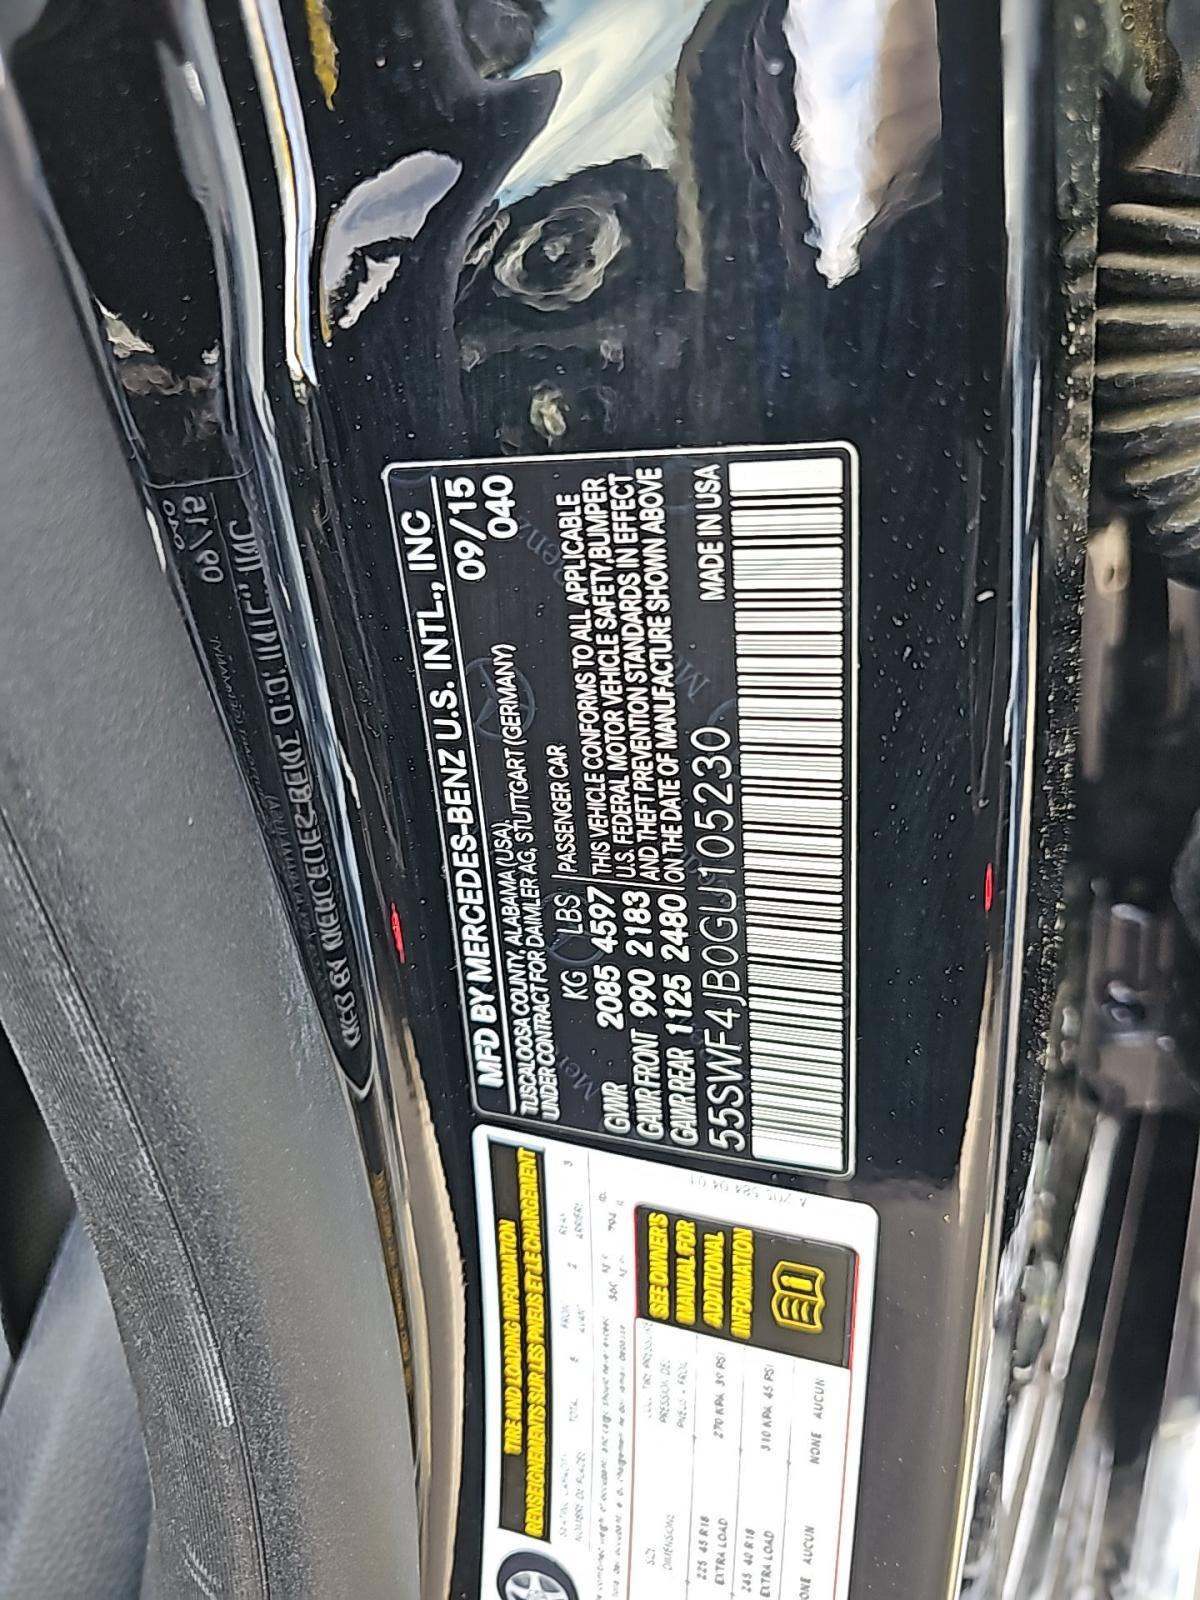 MFD BY MERCEDES-BENZ U.S. INTL., INC
TUSCALOOSA COUNTY, ALABAMA (USA), 09/15
UNDER CONTRACT FOR DAIMLER AG, STUTTGART (GERMANY) 040
KG LBS PASSENGER CAR
GVWR 2085 4597 THIS VEHICLE CONFORMS TO ALL APPLICABLE
U.S. FEDERAL MOTOR VEHICLE SAFETY, BUMPER
GAWR FRONT 990 2183 AND THEFT PREVENTION STANDARDS IN EFFECT
GAWR REAR 1125 2480 ON THE DATE OF MANUFACTURE SHOWN ABOVE
55SWF4JB0GU105230 MADE IN USA
TIRE AND LOADING INFORMATION
RENSEIGNEMENTS SUR LES PNEUS ET LE CHARGEMENT
TOTAL 5 2 3
SEE OWNER'S
MANUAL FOR
ADDITIONAL
INFORMATION
225 45 R18 270 KPA 39 PSI
EXTRA LOAD
245 40 R18 310 KPA 45 PSI
EXTRA LOAD
AUCUN NONE AUCUN